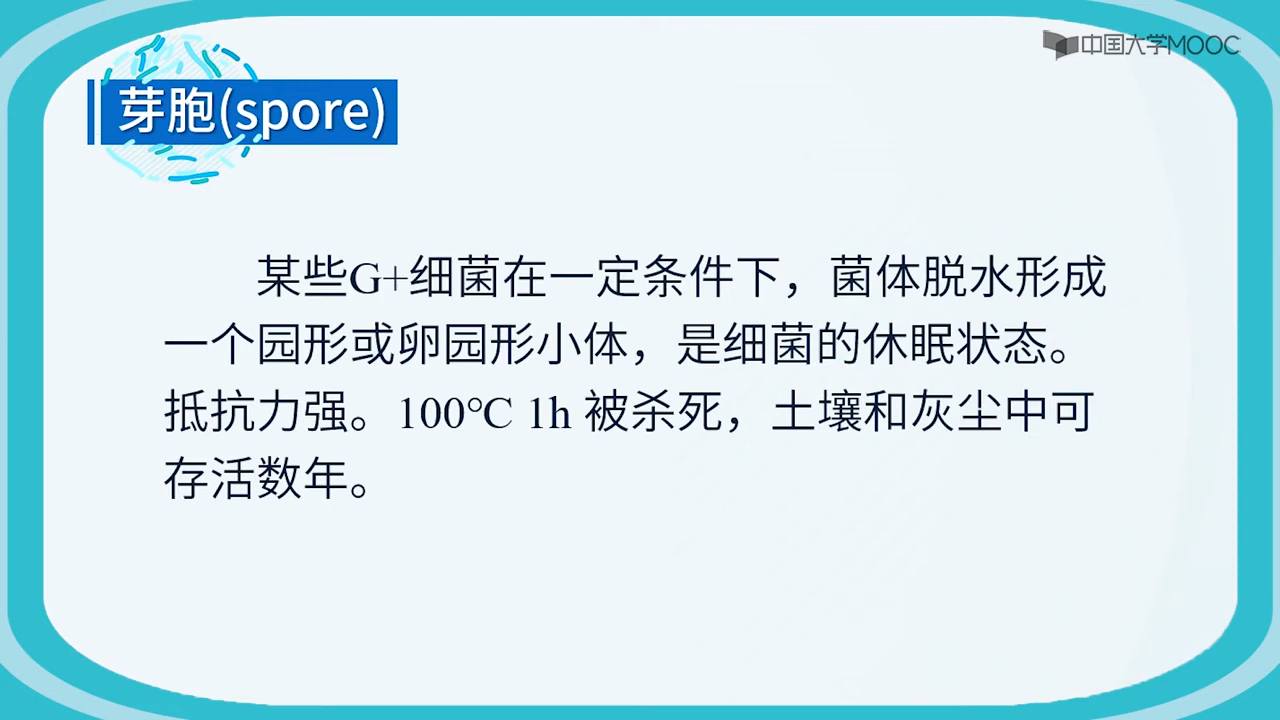 中国大学MOOC
芽胞(spore)
某些G+细菌在一定条件下，菌体脱水形成
一个园形或卵园形小体，是细菌的休眠状态。
抵抗力强。100℃ 1h 被杀死，土壤和灰尘中可
存活数年。